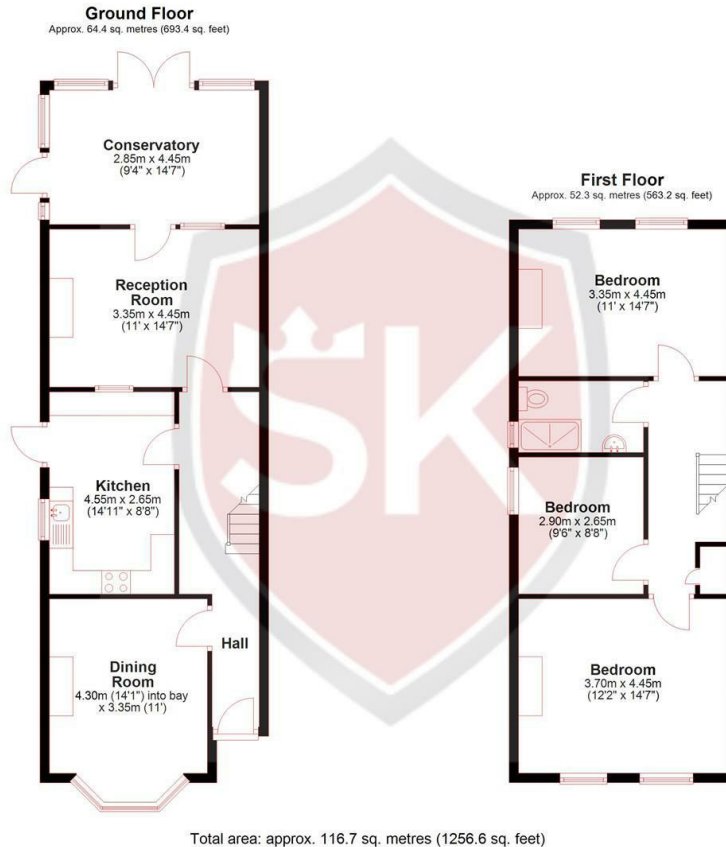 Ground Floor
Approx. 64.4 sq. metres (693.4 sq. feet)
Conservatory
2.85m x 4.45m
(9'4" x 14'7")
Reception
Room
3.35m x 4.45m
(11' x 14'7")
Kitchen
4.55m x 2.65m
(14'11" x 8'8")
Hall
Dining
Room
4.30m (14'1") into bay
x 3.35m (11')
First Floor
Approx. 52.3 sq. metres (563.2 sq. feet)
Bedroom
3.35m x 4.45m
(11' x 14'7")
Bedroom
2.90m x 2.65m
(9'6" x 8'8")
Bedroom
3.70m x 4.45m
(12'2" x 14'7")
SK
Total area: approx. 116.7 sq. metres (1256.6 sq. feet)